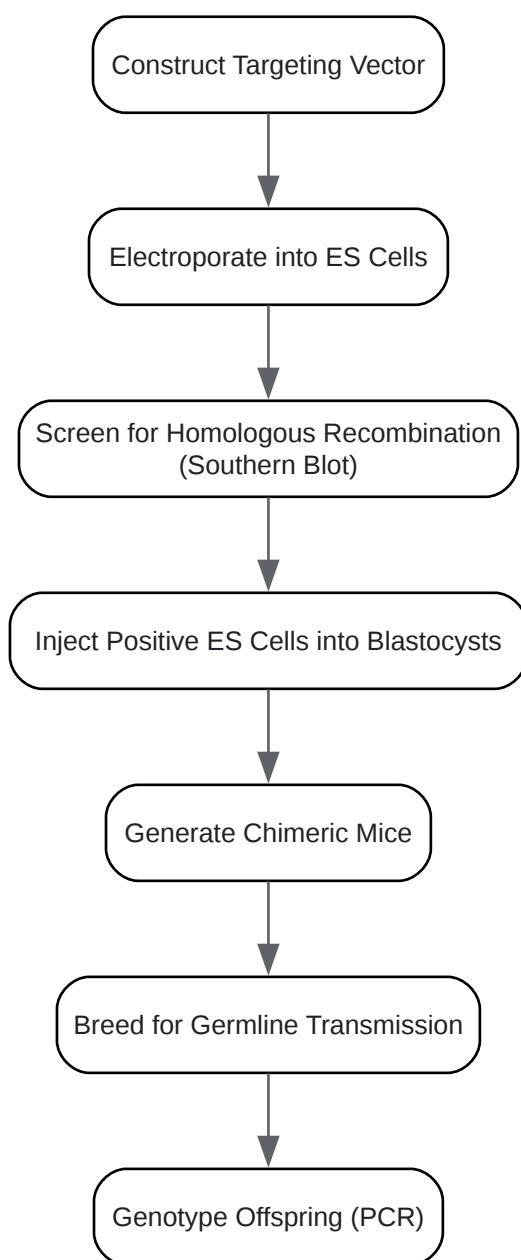 Construct Targeting Vector
Electroporate into ES Cells
Screen for Homologous Recombination
(Southern Blot)
Inject Positive ES Cells into Blastocysts
Generate Chimeric Mice
Breed for Germline Transmission
Genotype Offspring (PCR)